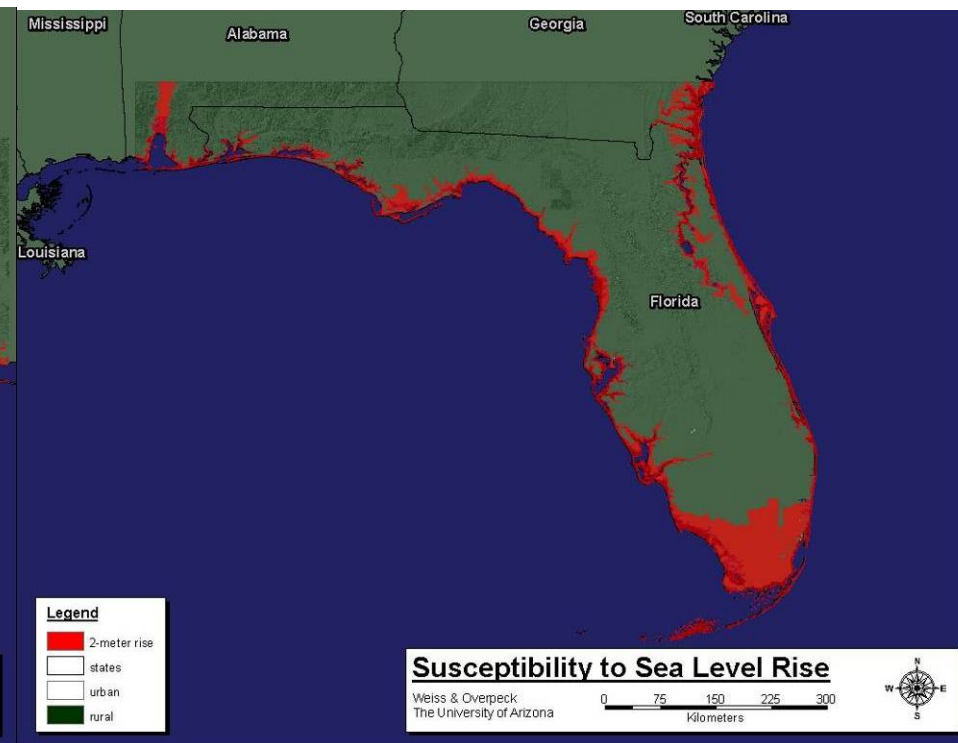 Mississippi
Alabama
Georgia
South Carolina
Louisiana
Florida
Legend
2-meter rise
states
urban
rural
Susceptibility to Sea Level Rise
Weiss & Overpeck
The University of Arizona
0 75 150 225 300
Kilometers
N
W E
S